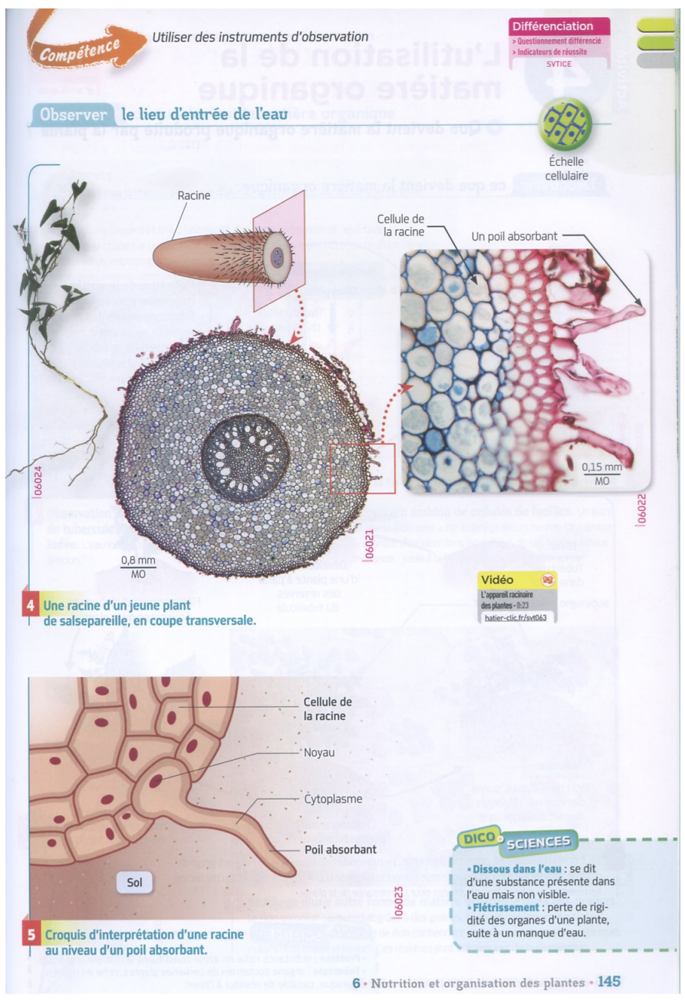 Compétence
Utiliser des instruments d'observation
Différenciation
> Questionnement différencié
> Indicateurs de réussite
SVTICE
Observer le lieu d'entrée de l'eau
Échelle
cellulaire
Racine
Cellule de
la racine
Un poil absorbant
0,15 mm
MO
06024
06022
06021
0,8 mm
MO
4 Une racine d'un jeune plant
de salsepareille, en coupe transversale.
Vidéo
L'appareil racinaire
des plantes - 0:23
hatier-clic.fr/svt063
Cellule de
la racine
Noyau
Cytoplasme
Poil absorbant
Sol
06023
5 Croquis d'interprétation d'une racine
au niveau d'un poil absorbant.
DICO SCIENCES
• Dissous dans l'eau : se dit
d'une substance présente dans
l'eau mais non visible.
• Flétrissement : perte de rigi-
dité des organes d'une plante,
suite à un manque d'eau.
6 • Nutrition et organisation des plantes • 145